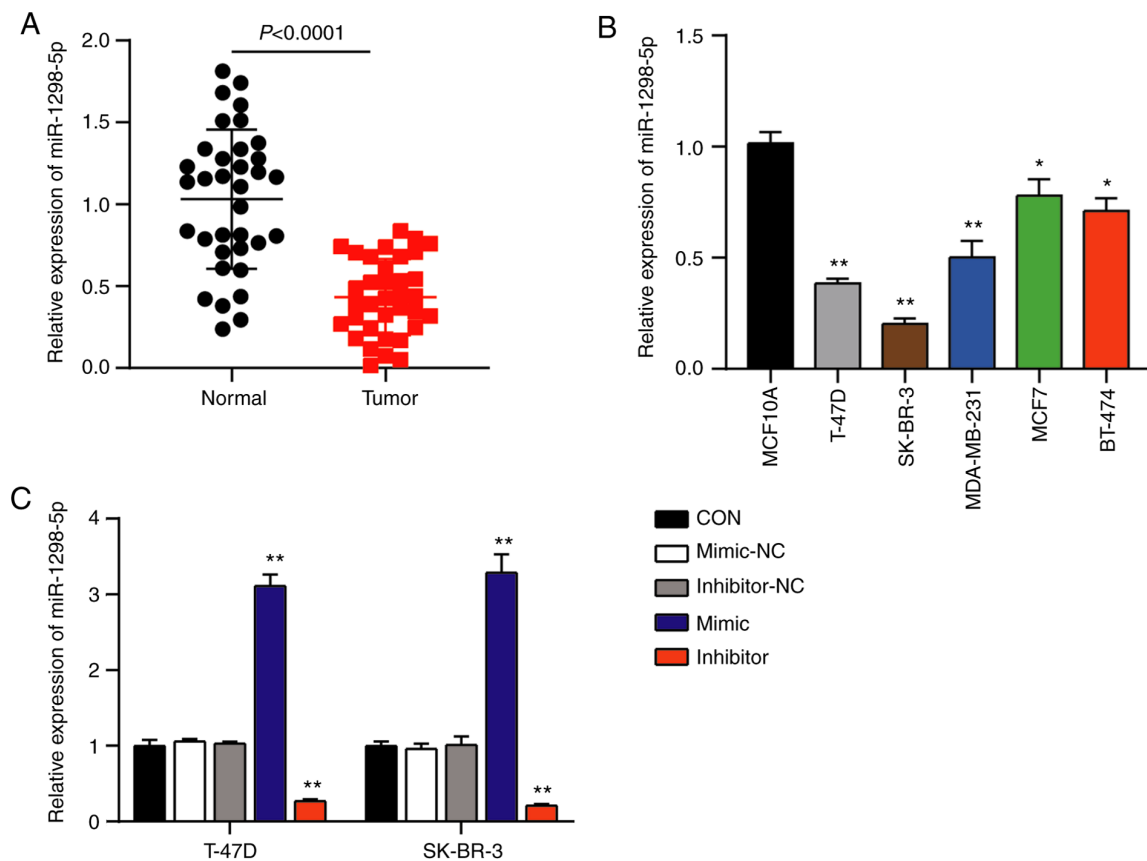 A
P<0.0001
Relative expression of miR-1298-5p
2.0
1.5
1.0
0.5
0.0
Normal
Tumor
B
Relative expression of miR-1298-5p
1.5
1.0
0.5
0.0
**
**
**
*
*
MCF10A
T-47D
SK-BR-3
MDA-MB-231
MCF7
BT-474
C
Relative expression of miR-1298-5p
4
3
2
1
0
**
**
**
**
T-47D
SK-BR-3
CON
Mimic-NC
Inhibitor-NC
Mimic
Inhibitor